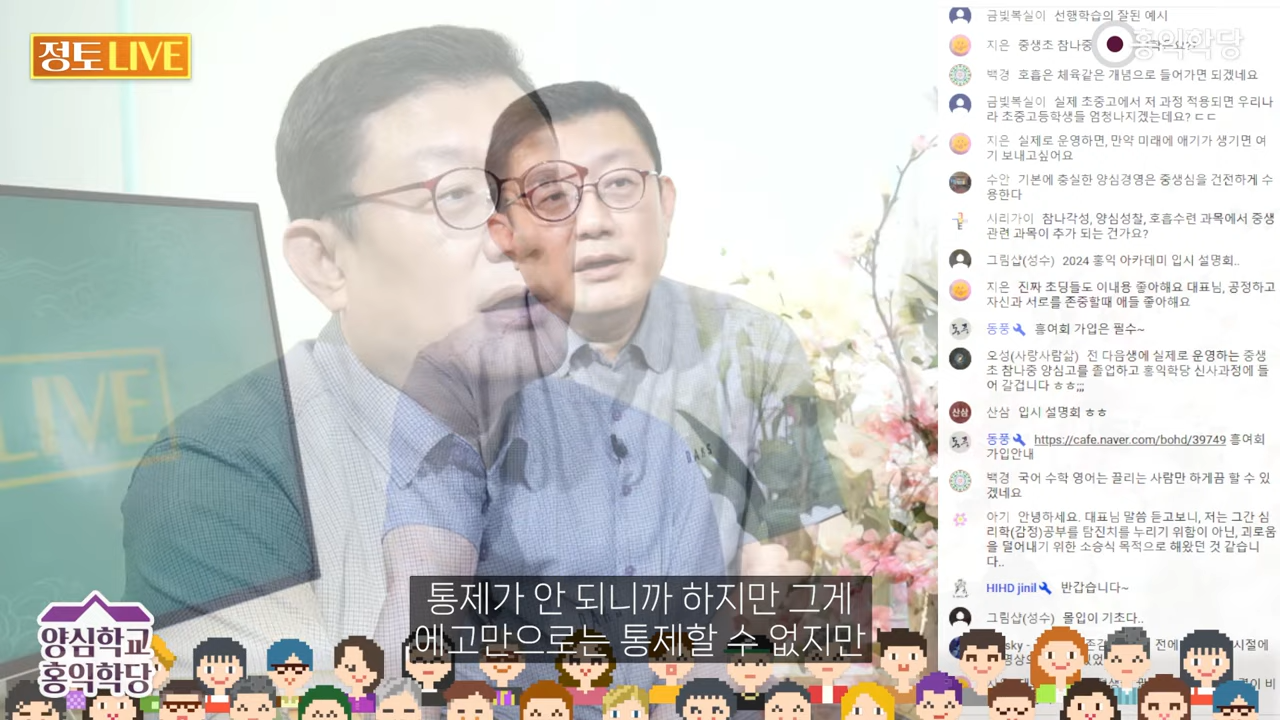 정토 LIVE
LIVE
통제가 안 되니까 하지만 그게
에고만으로는 통제할 수 없지만
양심학교
홍익학당
홍익학당
금빛복실이 선행학습의 잘된 예시
지은 중생초 참나중
백경 호흡은 체육같은 개념으로 들어가면 되겠네요
금빛복실이 실제 초중고에서 저 과정 적용되면 우리나
라 초중고등학생들 엄청나지겠는데요? ㄷㄷ
지은 실제로 운영하면, 만약 미래에 애기가 생기면 여
기 보내고싶어요
수안 기본에 충실한 양심경영은 중생심을 건전하게 수
용한다
시리가이 참나각성, 양심성찰, 호흡수련 과목에서 중생
관련 과목이 추가 되는 건가요?
그림샵(성수) 2024 홍익 아카데미 입시 설명회..
지은 진짜 초딩들도 이내용 좋아해요 대표님, 공정하고
자신과 서로를 존중할때 애들 좋아해요
동풍 흥여회 가입은 필수~
오성(사랑사람삶) 전 다음생에 실제로 운영하는 중생
초 참나중 양심고를 졸업하고 홍익학당 신사과정에 들
어 갈겁니다 ㅎㅎ;;;
산삼 산삼 입시 설명회 ㅎㅎ
동풍 https://cafe.naver.com/bohd/39749 흥여회
가입안내
백경 국어 수학 영어는 끌리는 사람만 하게끔 할 수 있
겠네요
아기 안녕하세요. 대표님 말씀 듣고보니, 저는 그간 심
리학(감정)공부를 탐진치를 누리기 위함이 아닌, 괴로움
을 덜어내기 위한 소승식 목적으로 해왔던 것 같습니
다..
HIHD jinil 반갑습니다~
그림샵(성수) 몰입이 기초다..